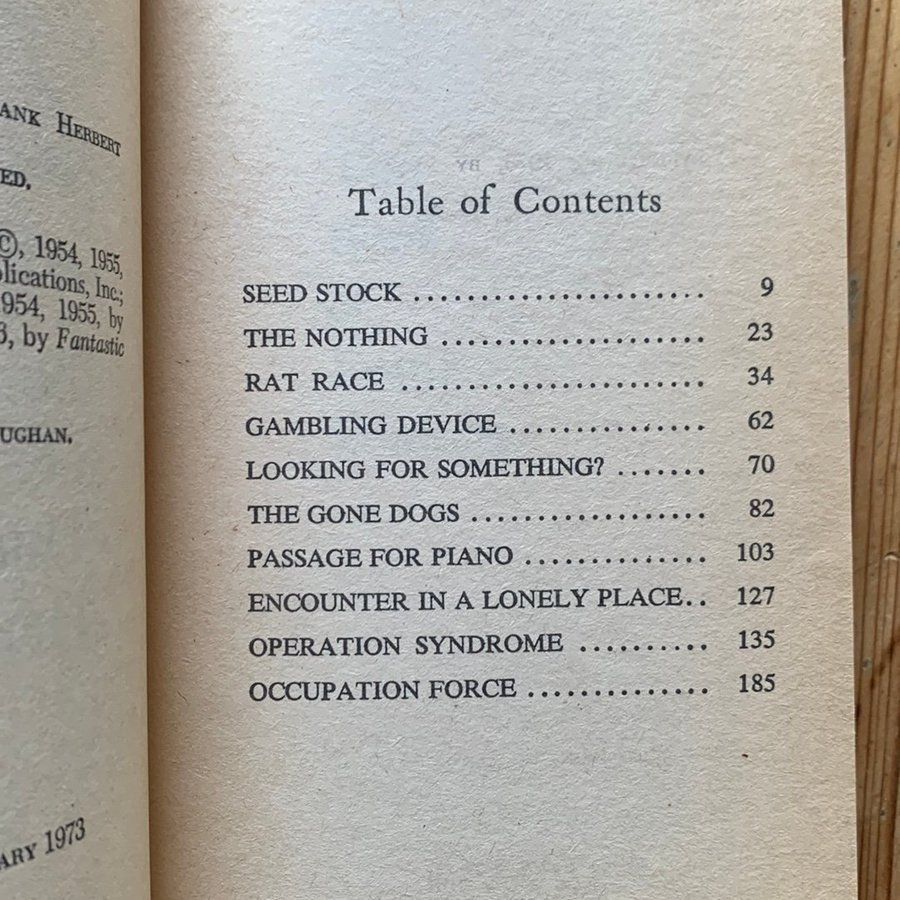 ANK HERBERT
ED.
©, 1954, 1955,
blications, Inc.;
1954, 1955, by
3, by Fantastic
UGHAN.
ARY 1973
Table of Contents
SEED STOCK ...................... 9
THE NOTHING .................... 23
RAT RACE ....................... 34
GAMBLING DEVICE ............... 62
LOOKING FOR SOMETHING? ....... 70
THE GONE DOGS .................. 82
PASSAGE FOR PIANO .............. 103
ENCOUNTER IN A LONELY PLACE.. 127
OPERATION SYNDROME .......... 135
OCCUPATION FORCE .............. 185